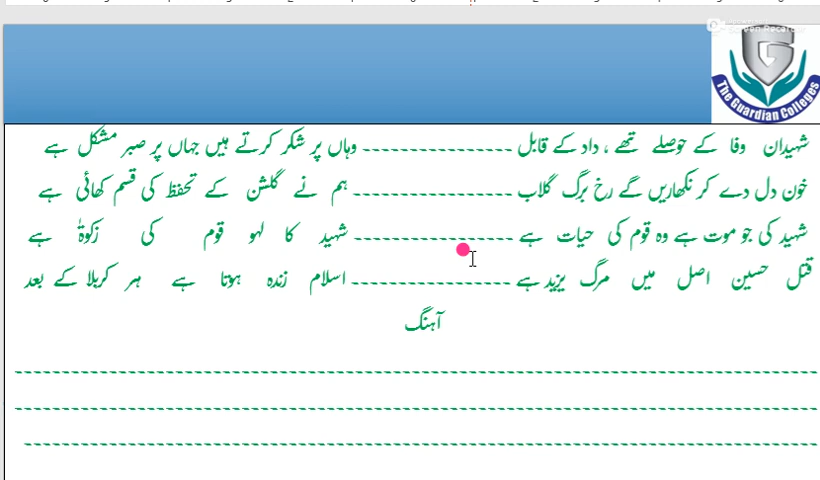 The Guardian Colleges
شہیدان وفا کے حوصلے تھے ، داد کے قابل ---------------- وہاں پر شکر کرتے ہیں جہاں پر صبر مشکل ہے
خون دل دے کر نکھاریں گے رخ برگ گلاب ----------------- ہم نے گلشن کے تحفظ کی قسم کھائی ہے
شہید کی جو موت ہے وہ قوم کی حیات ہے ----------------- شہید کا لہو قوم کی زکوٰۃ ہے
قتل حسین اصل میں مرگ یزید ہے ----------------- اسلام زندہ ہوتا ہے ہر کربلا کے بعد
آہنگ